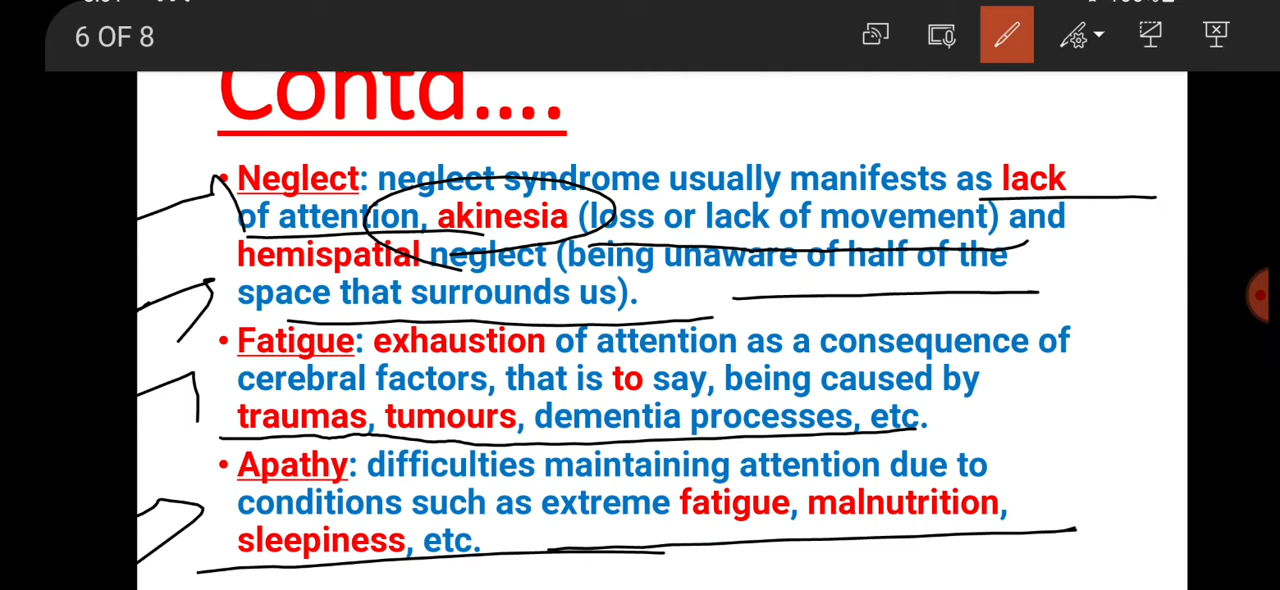 6 OF 8
Contd....
• Neglect: neglect syndrome usually manifests as lack
of attention, akinesia (loss or lack of movement) and
hemispatial neglect (being unaware of half of the
space that surrounds us).
• Fatigue: exhaustion of attention as a consequence of
cerebral factors, that is to say, being caused by
traumas, tumours, dementia processes, etc.
• Apathy: difficulties maintaining attention due to
conditions such as extreme fatigue, malnutrition,
sleepiness, etc.